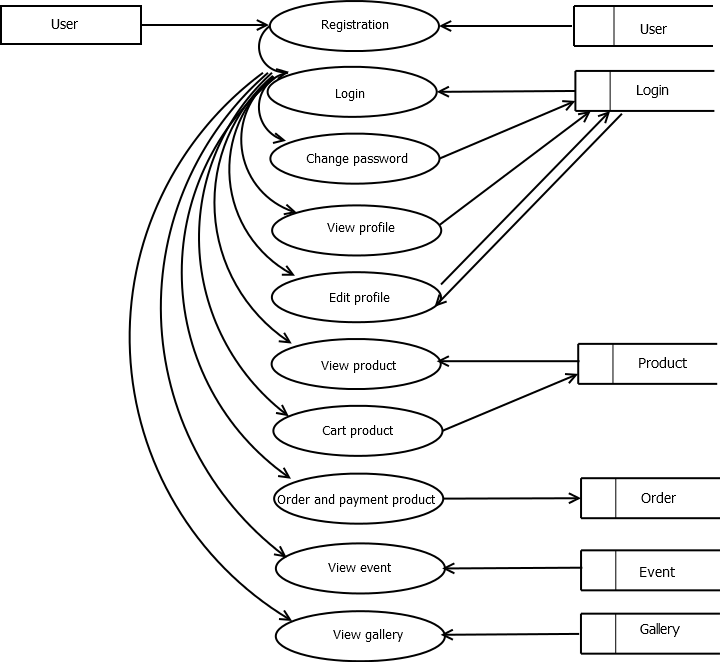 User
Registration
User
Login
Login
Change password
View profile
Edit profile
View product
Product
Cart product
Order and payment product
Order
View event
Event
View gallery
Gallery